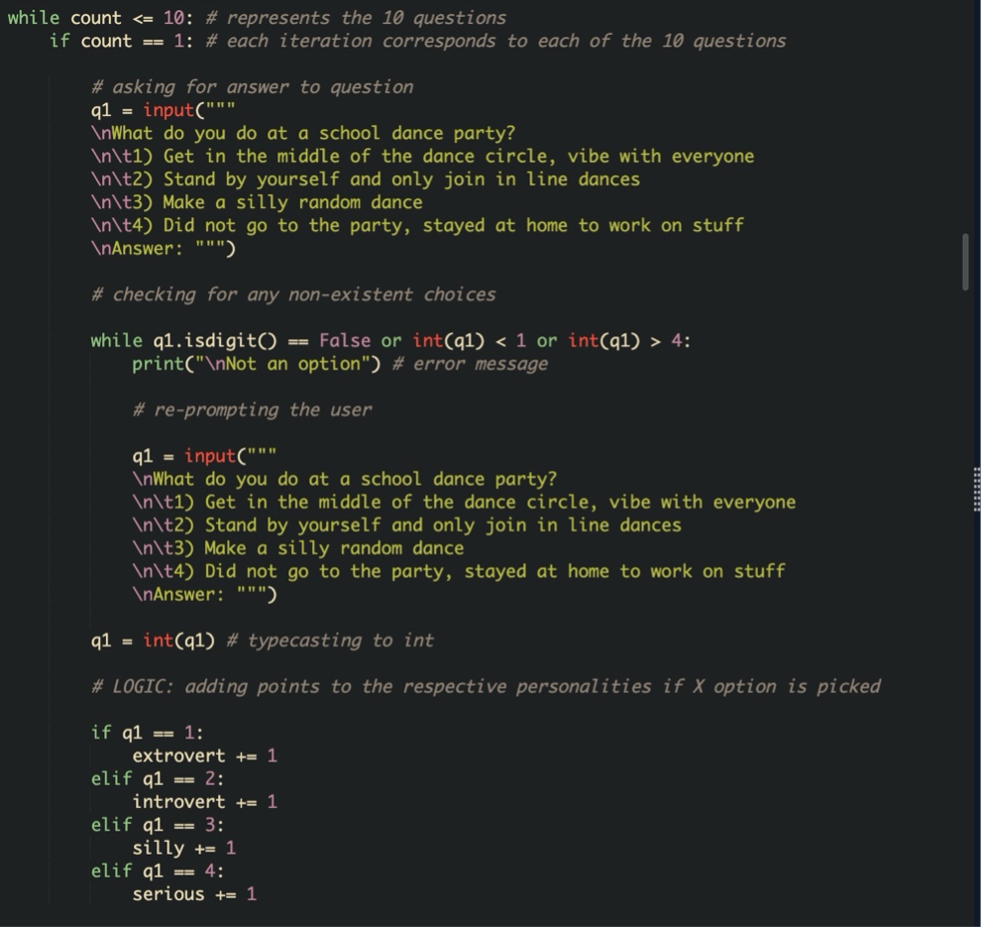 while count <= 10: # represents the 10 questions
if count == 1: # each iteration corresponds to each of the 10 questions
# asking for answer to question
q1 = input("""
\nWhat do you do at a school dance party?
\n\t1) Get in the middle of the dance circle, vibe with everyone
\n\t2) Stand by yourself and only join in line dances
\n\t3) Make a silly random dance
\n\t4) Did not go to the party, stayed at home to work on stuff
\nAnswer: """)
# checking for any non-existent choices
while q1.isdigit() == False or int(q1) < 1 or int(q1) > 4:
print("\nNot an option") # error message
# re-prompting the user
q1 = input("""
\nWhat do you do at a school dance party?
\n\t1) Get in the middle of the dance circle, vibe with everyone
\n\t2) Stand by yourself and only join in line dances
\n\t3) Make a silly random dance
\n\t4) Did not go to the party, stayed at home to work on stuff
\nAnswer: """)
q1 = int(q1) # typecasting to int
# LOGIC: adding points to the respective personalities if X option is picked
if q1 == 1:
extrovert += 1
elif q1 == 2:
introvert += 1
elif q1 == 3:
silly += 1
elif q1 == 4:
serious += 1